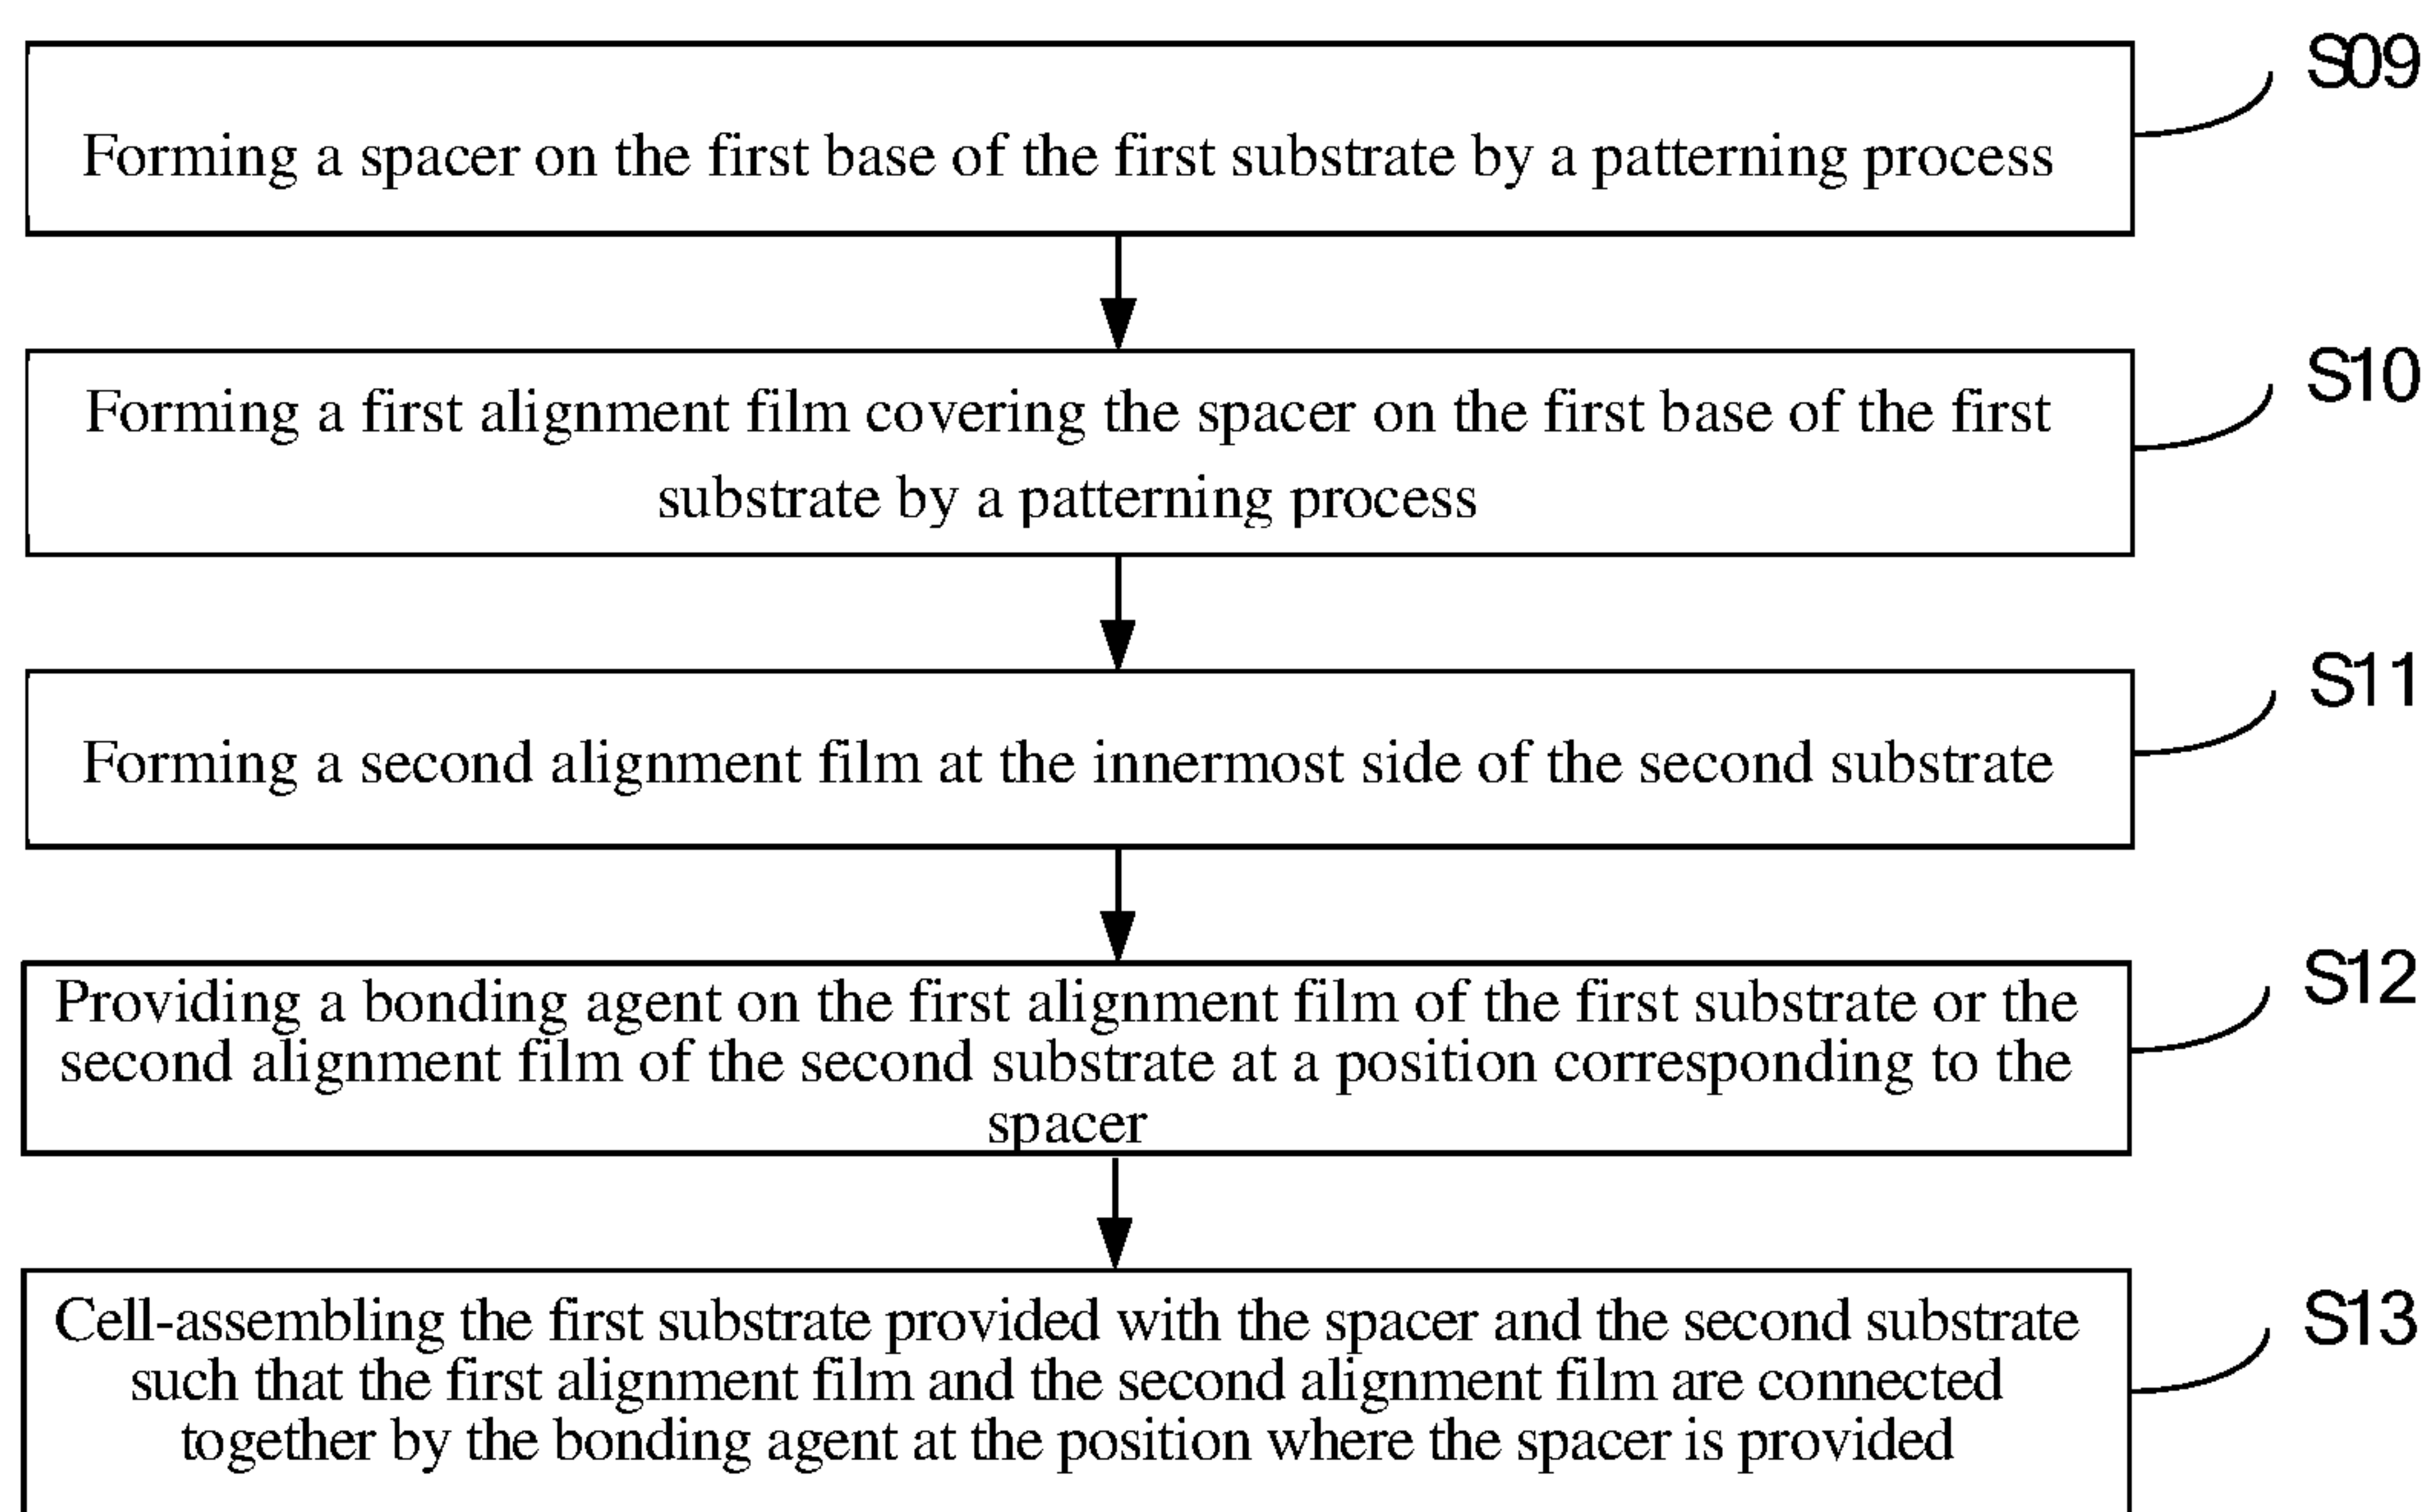 S09
Forming a spacer on the first base of the first substrate by a patterning process
S10
Forming a first alignment film covering the spacer on the first base of the first
substrate by a patterning process
S11
Forming a second alignment film at the innermost side of the second substrate
S12
Providing a bonding agent on the first alignment film of the first substrate or the
second alignment film of the second substrate at a position corresponding to the
spacer
S13
Cell-assembling the first substrate provided with the spacer and the second substrate
such that the first alignment film and the second alignment film are connected
together by the bonding agent at the position where the spacer is provided